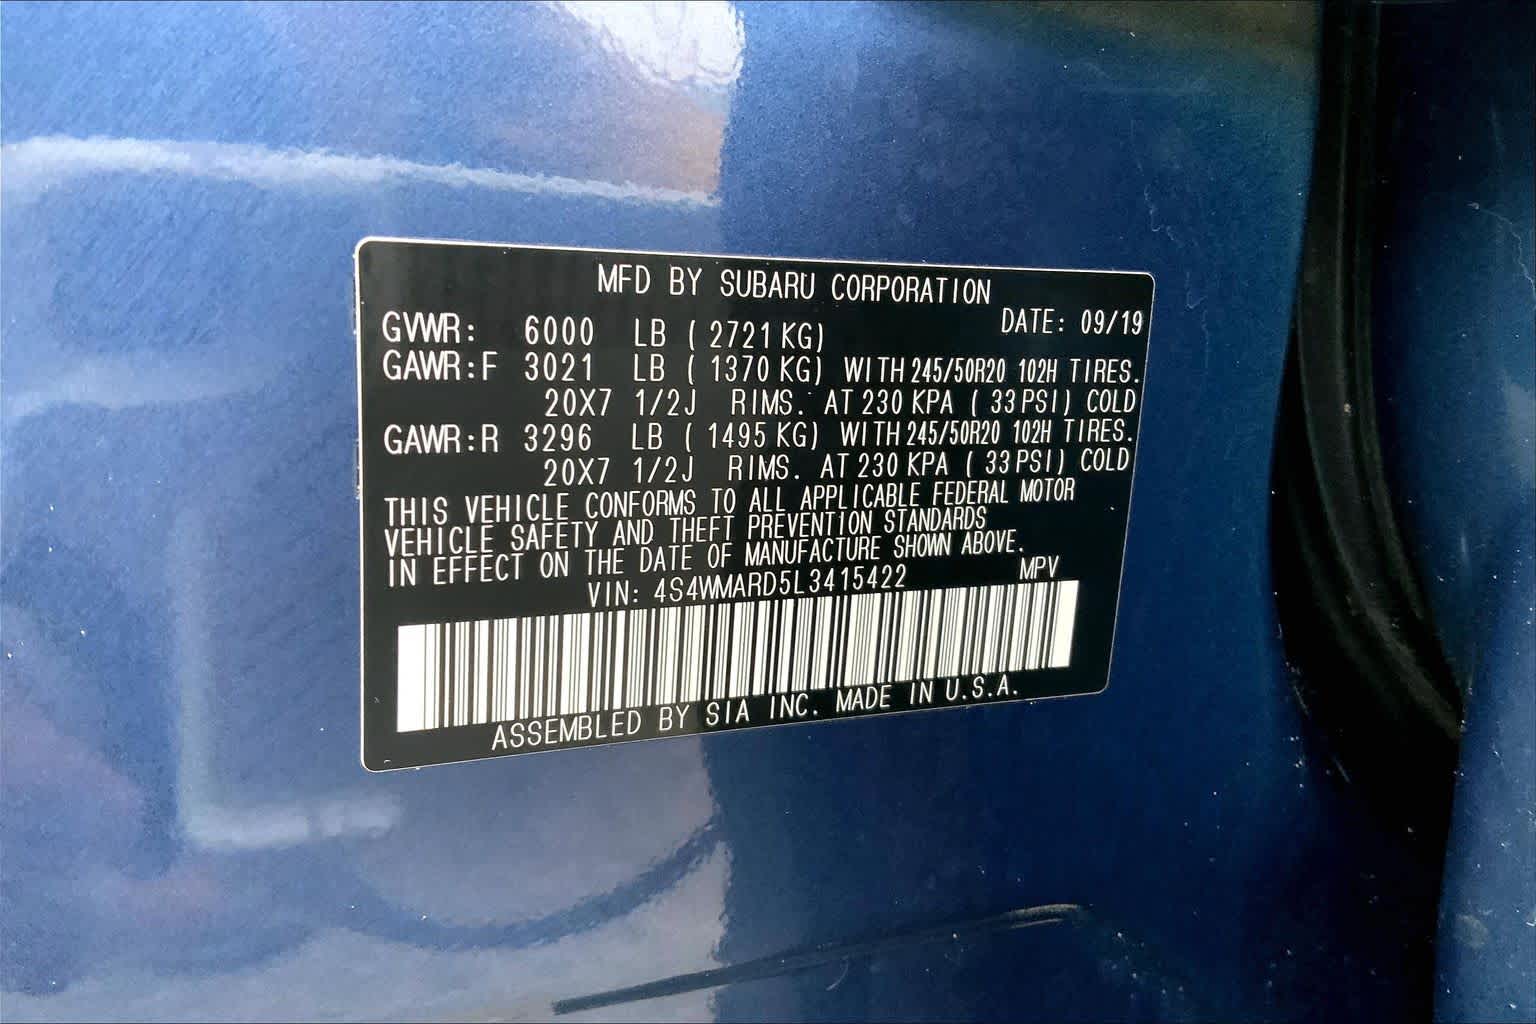 MFD BY SUBARU CORPORATION
DATE: 09/19
GVWR: 6000 LB ( 2721 KG)
GAWR:F 3021 LB ( 1370 KG) WITH 245/50R20 102H TIRES.
20X7 1/2J RIMS. AT 230 KPA ( 33 PSI) COLD
GAWR:R 3296 LB ( 1495 KG) WITH 245/50R20 102H TIRES.
20X7 1/2J RIMS. AT 230 KPA ( 33 PSI) COLD
THIS VEHICLE CONFORMS TO ALL APPLICABLE FEDERAL MOTOR
VEHICLE SAFETY AND THEFT PREVENTION STANDARDS
IN EFFECT ON THE DATE OF MANUFACTURE SHOWN ABOVE.
VIN: 4S4WMARD5L3415422 MPV
ASSEMBLED BY SIA INC. MADE IN U.S.A.